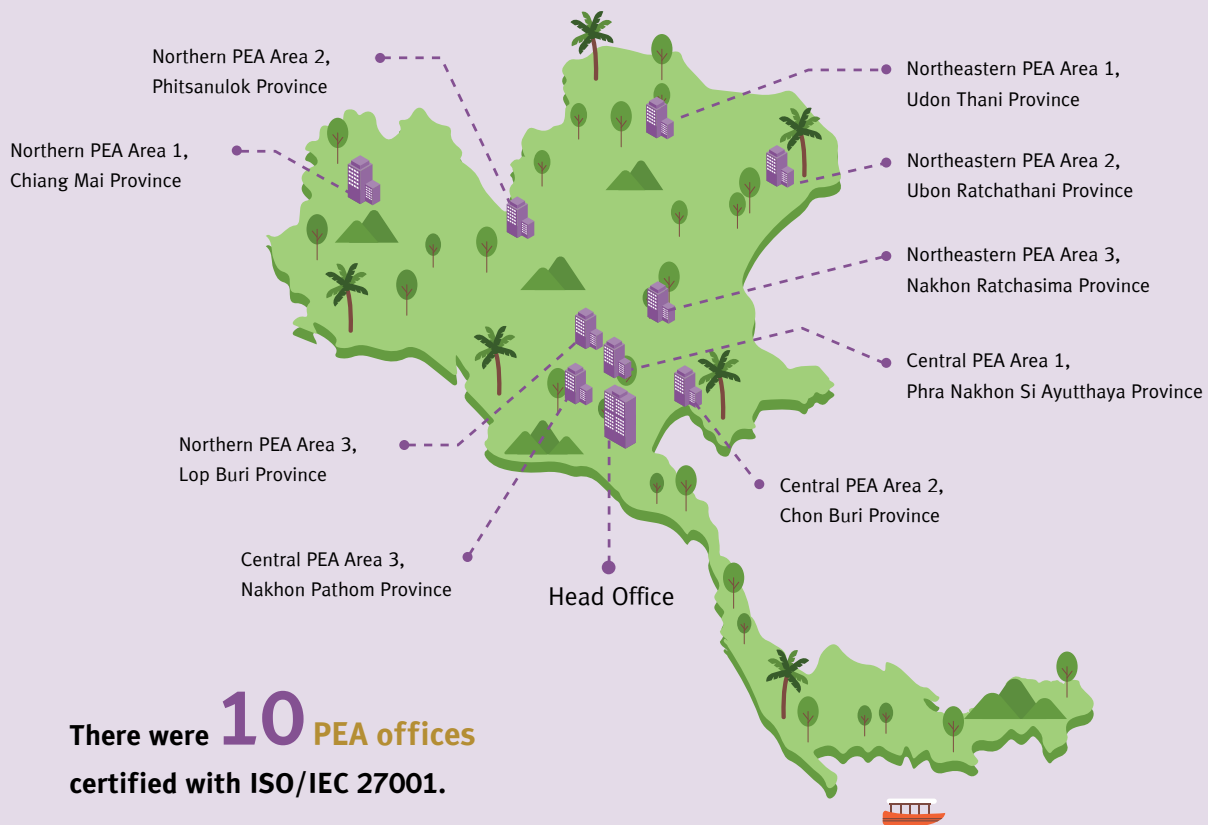 Northern PEA Area 2,
Phitsanulok Province
Northern PEA Area 1,
Chiang Mai Province
Northeastern PEA Area 1,
Udon Thani Province
Northeastern PEA Area 2,
Ubon Ratchathani Province
Northeastern PEA Area 3,
Nakhon Ratchasima Province
Central PEA Area 1,
Phra Nakhon Si Ayutthaya Province
Northern PEA Area 3,
Lop Buri Province
Central PEA Area 2,
Chon Buri Province
Central PEA Area 3,
Nakhon Pathom Province
Head Office
There were 10 PEA offices
certified with ISO/IEC 27001.